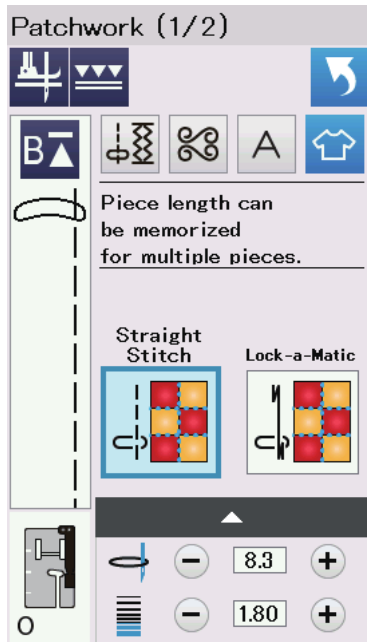 Patchwork (1/2)
B
A
Piece length can
be memorized
for multiple pieces.
Straight
Stitch
Lock-a-Matic
8.3
1.80
O